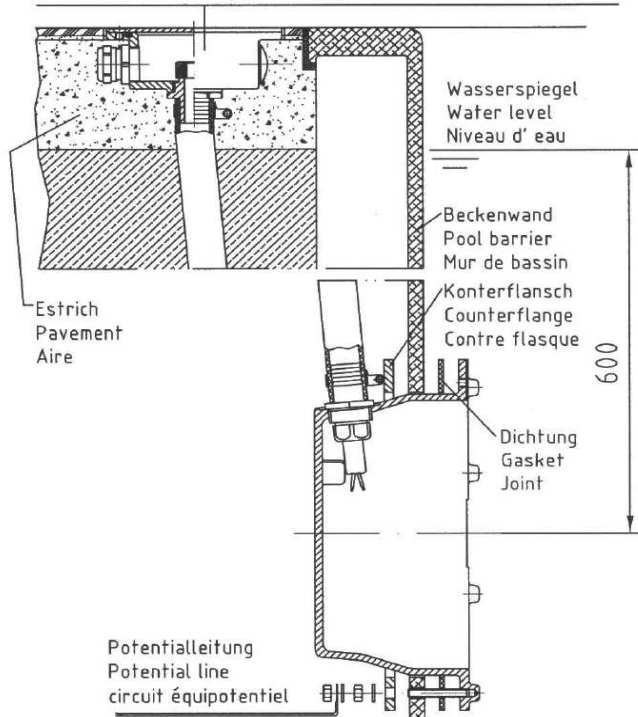 Wasserspiegel
Water level
Niveau d' eau
Beckenwand
Pool barrier
Mur de bassin
Konterflansch
Counterflange
Contre flasque
Estrich
Pavement
Aire
600
Dichtung
Gasket
Joint
Potentialleitung
Potential line
circuit équipotentiel